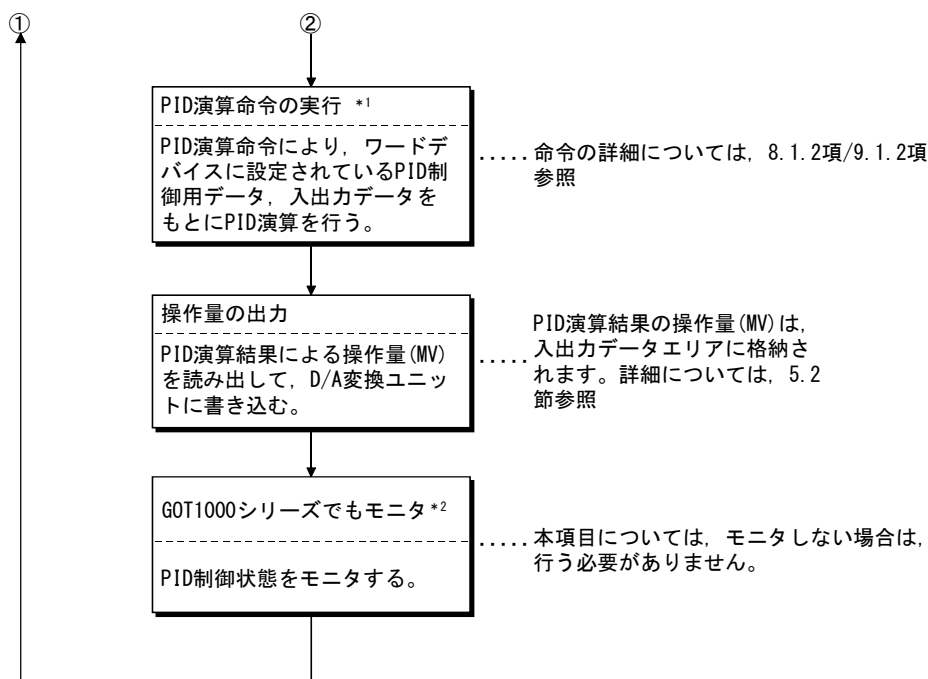 ① ②
PID演算命令の実行 *1
PID演算命令により，ワードデ
バイスに設定されているPID制
御用データ，入出力データを
もとにPID演算を行う。
.....命令の詳細については，8.1.2項/9.1.2項
参照
操作量の出力
PID演算結果による操作量(MV)
を読み出して，D/A変換ユニッ
トに書き込む。
PID演算結果の操作量(MV)は，
.....入出力データエリアに格納さ
れます。詳細については，5.2
節参照
GOT1000シリーズでもモニタ*2
PID制御状態をモニタする。
.....本項目については，モニタしない場合は，
行う必要がありません。